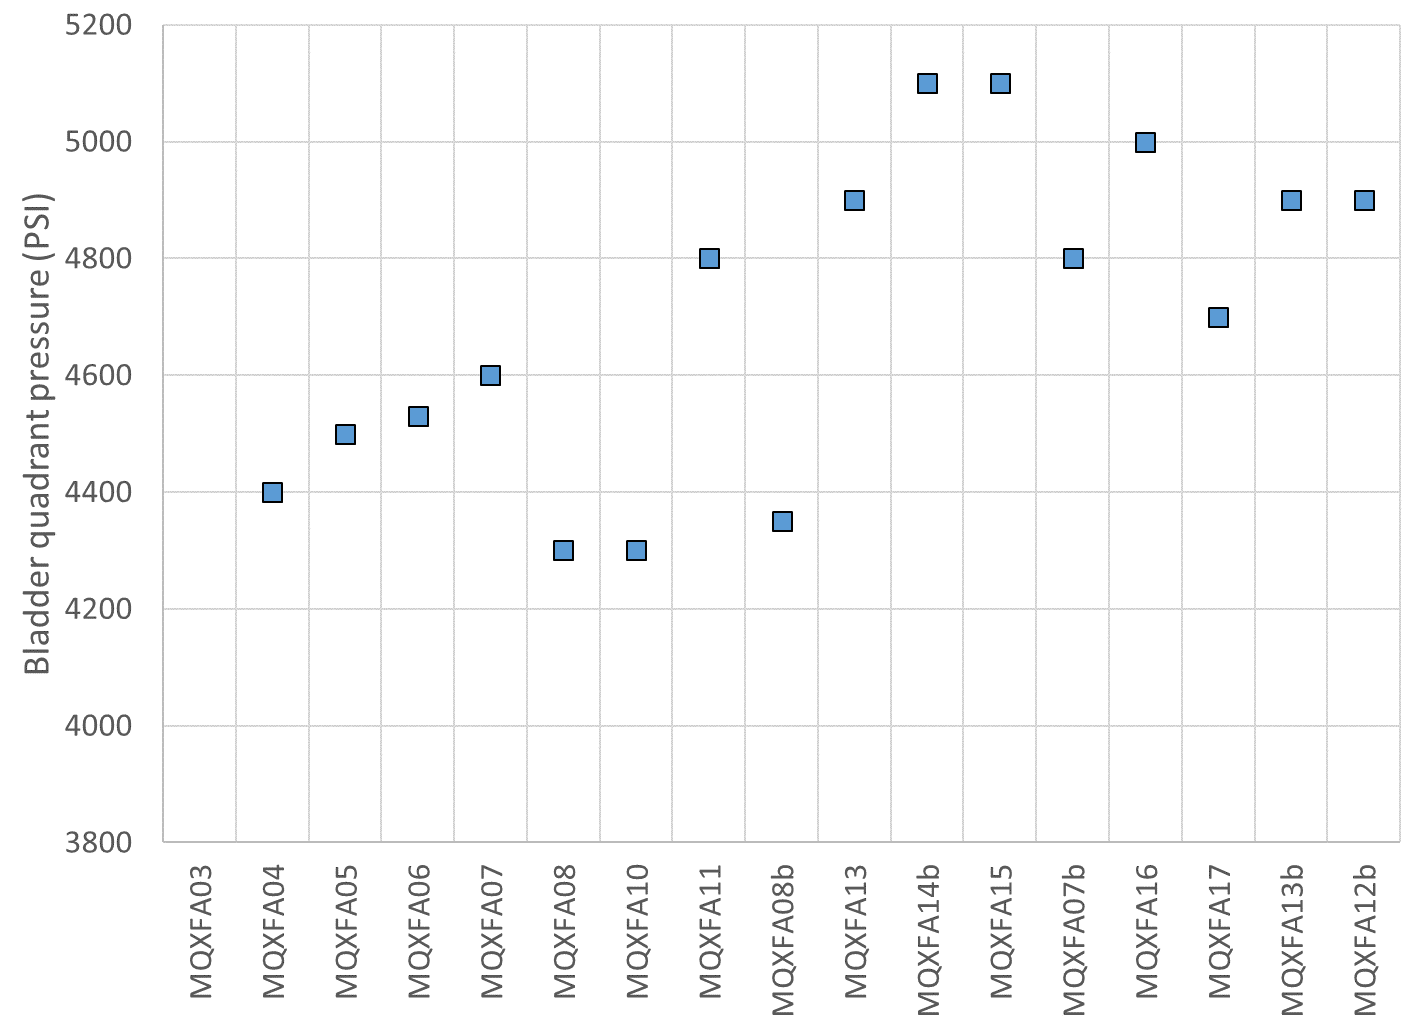 5200
5000
4800
4600
4400
4200
4000
3800
Bladder quadrant pressure (PSI)
MQXFA03
MQXFA04
MQXFA05
MQXFA06
MQXFA07
MQXFA08
MQXFA10
MQXFA11
MQXFA08b
MQXFA13
MQXFA14b
MQXFA15
MQXFA07b
MQXFA16
MQXFA17
MQXFA13b
MQXFA12b